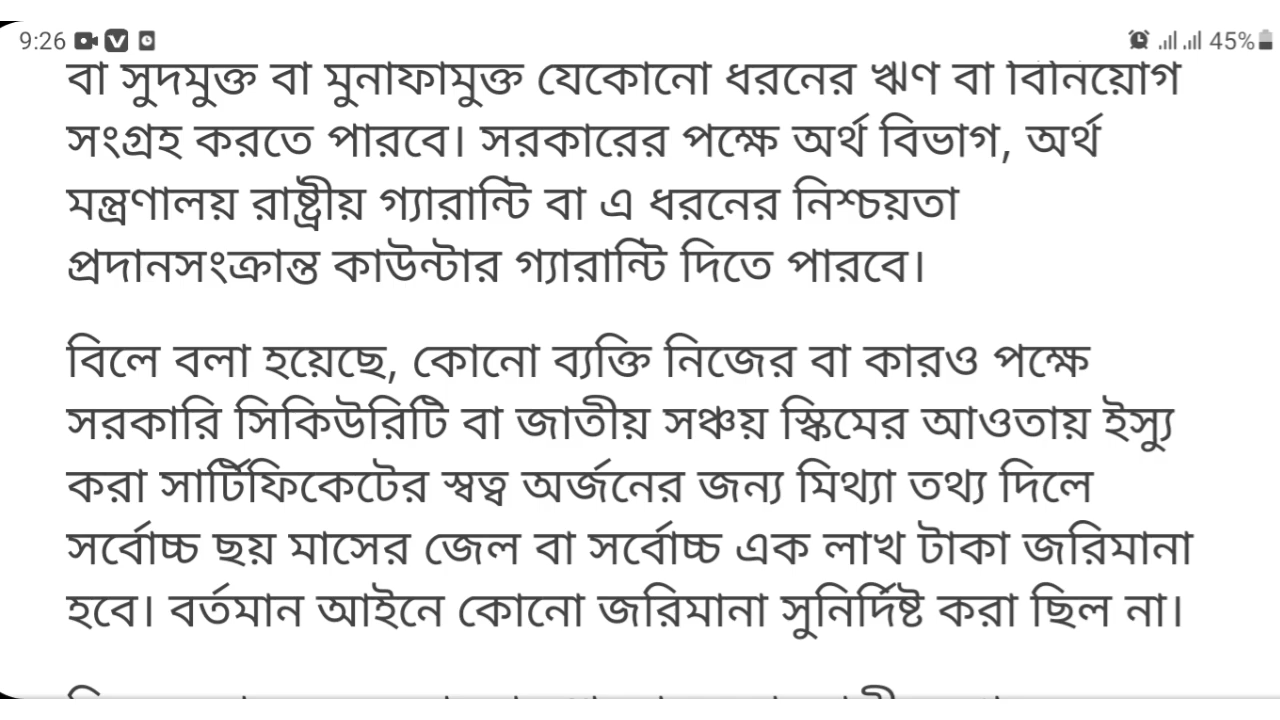 9:26
45%
বা সুদমুক্ত বা মুনাফামুক্ত যেকোনো ধরনের ঋণ বা বিনিয়োগ
সংগ্রহ করতে পারবে। সরকারের পক্ষে অর্থ বিভাগ, অর্থ
মন্ত্রণালয় রাষ্ট্রীয় গ্যারান্টি বা এ ধরনের নিশ্চয়তা
প্রদানসংক্রান্ত কাউন্টার গ্যারান্টি দিতে পারবে।
বিলে বলা হয়েছে, কোনো ব্যক্তি নিজের বা কারও পক্ষে
সরকারি সিকিউরিটি বা জাতীয় সঞ্চয় স্কিমের আওতায় ইস্যু
করা সার্টিফিকেটের স্বত্ব অর্জনের জন্য মিথ্যা তথ্য দিলে
সর্বোচ্চ ছয় মাসের জেল বা সর্বোচ্চ এক লাখ টাকা জরিমানা
হবে। বর্তমান আইনে কোনো জরিমানা সুনির্দিষ্ট করা ছিল না।